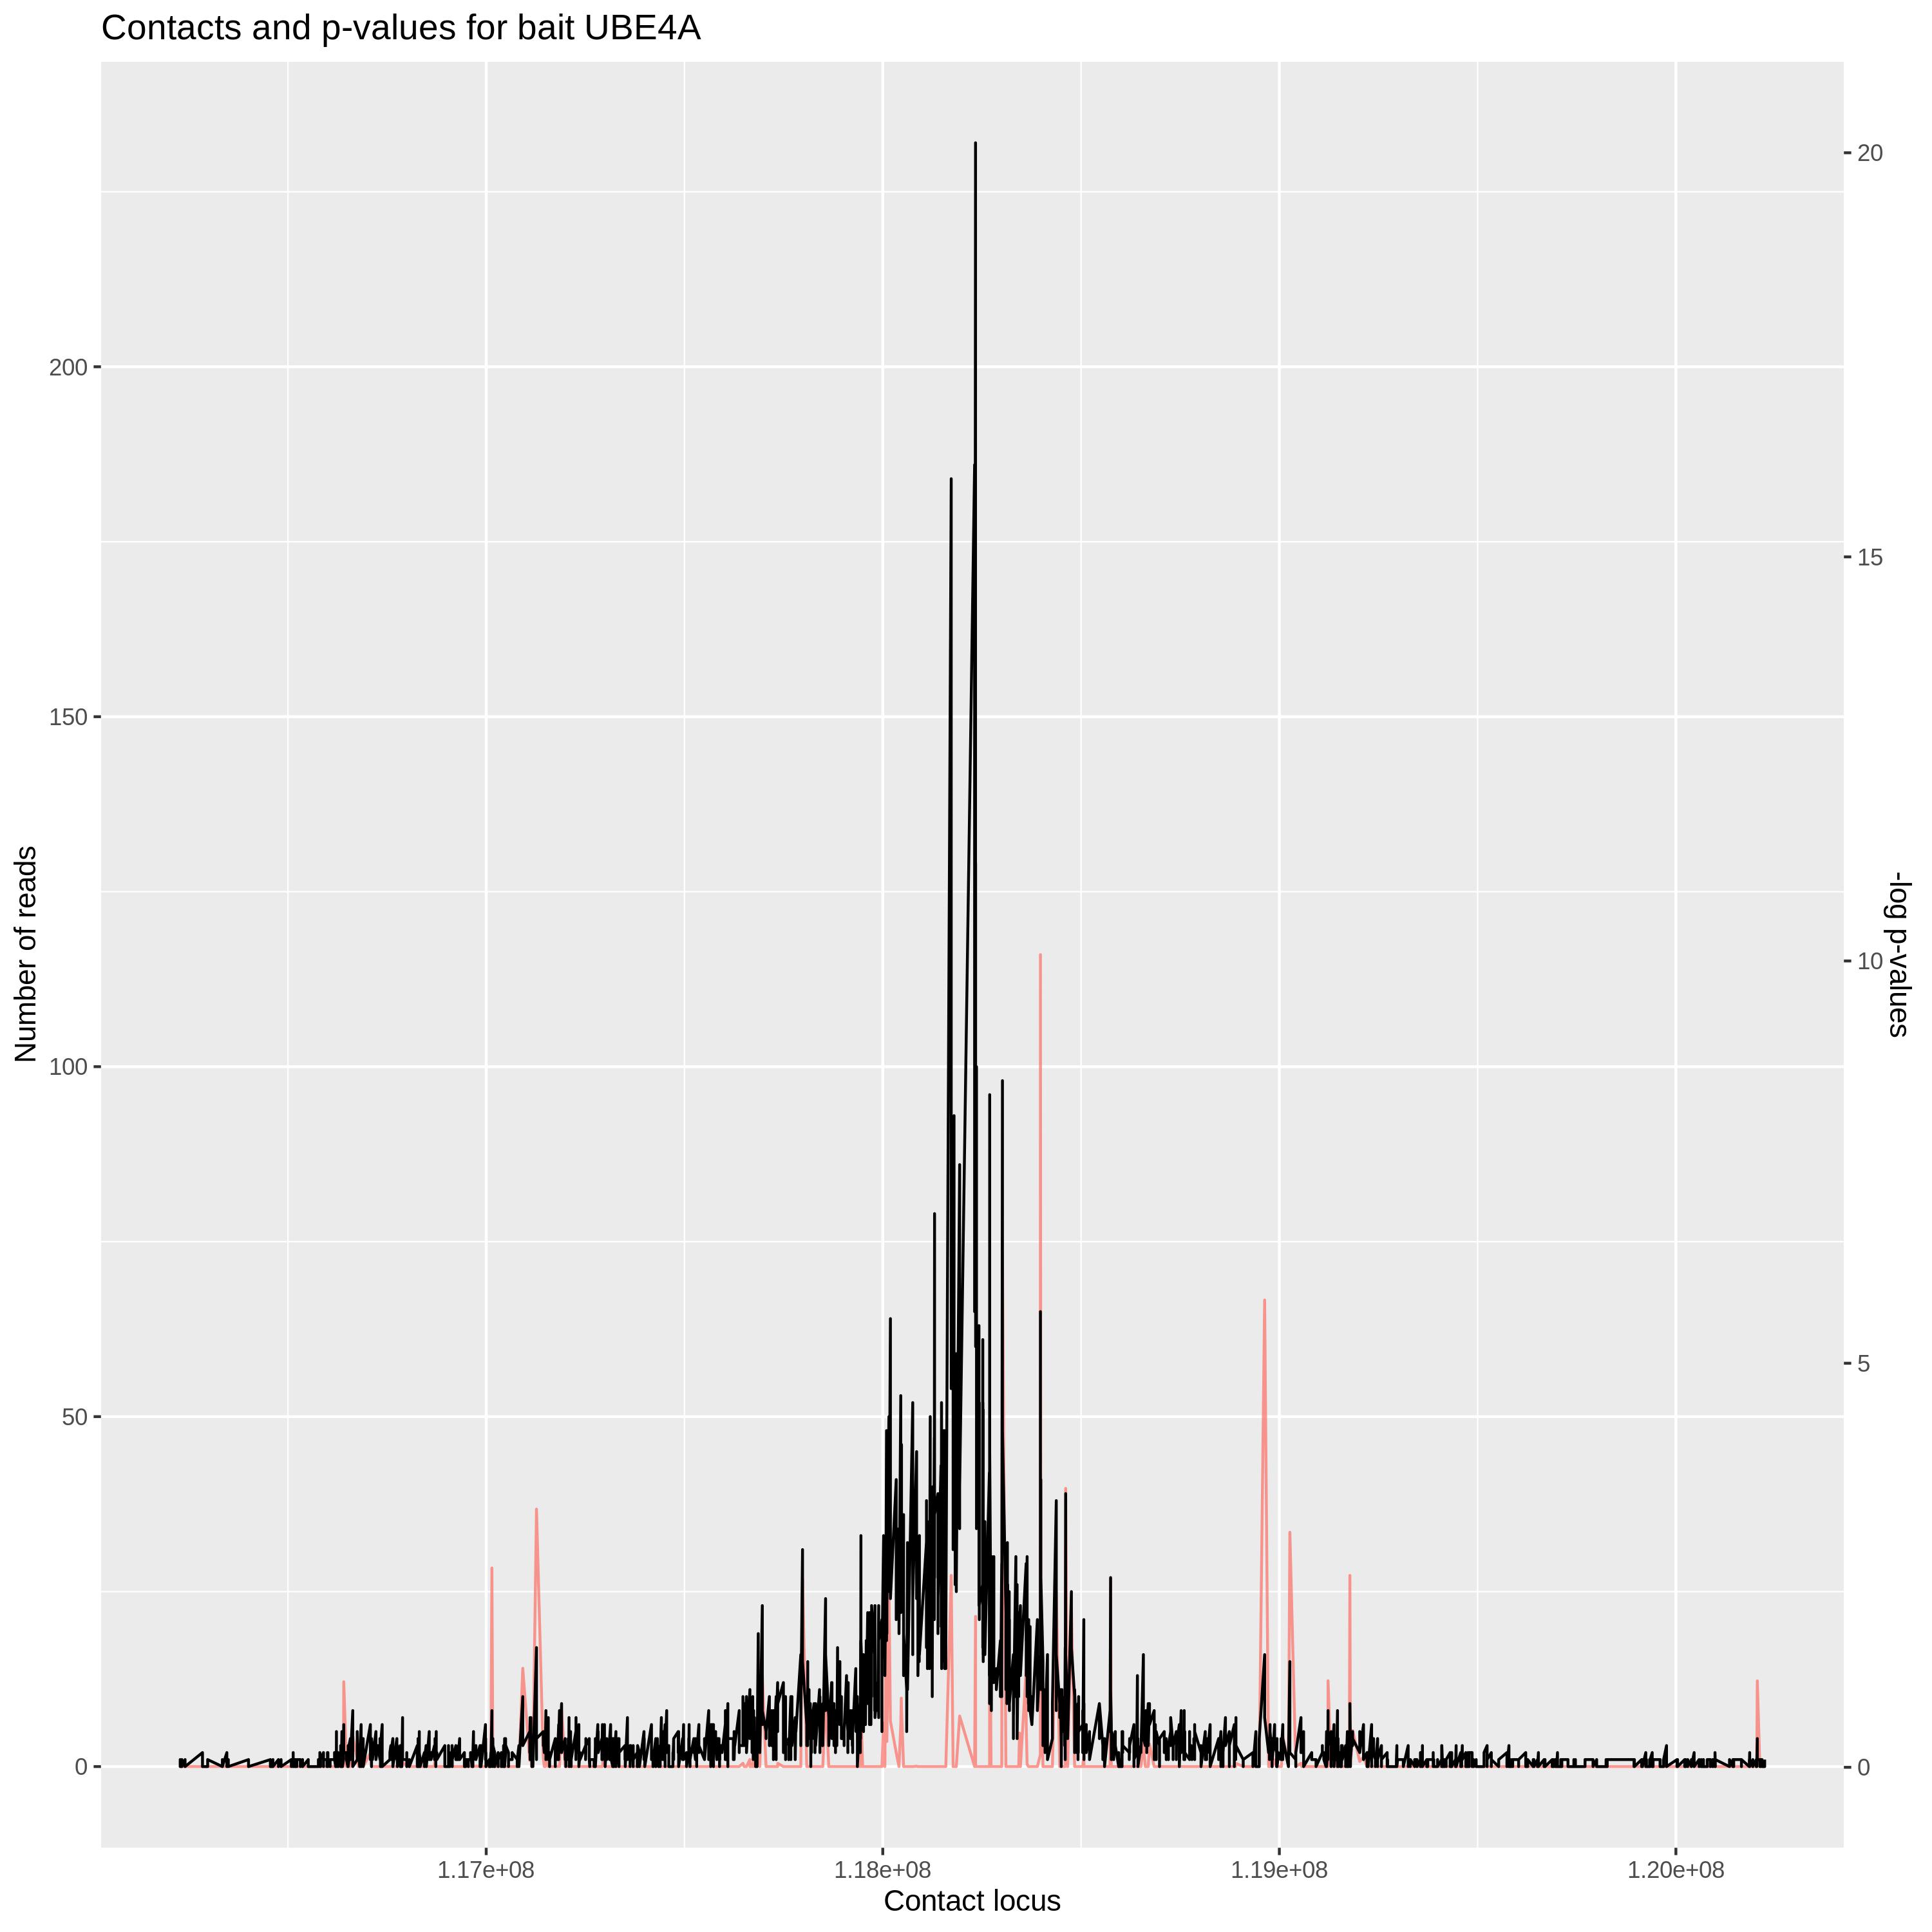 Contacts and p-values for bait UBE4A
Number of reads
200
150
100
50
0
20
15
10
5
0
-log p-values
1.17e+08 1.18e+08 1.19e+08 1.20e+08
Contact locus